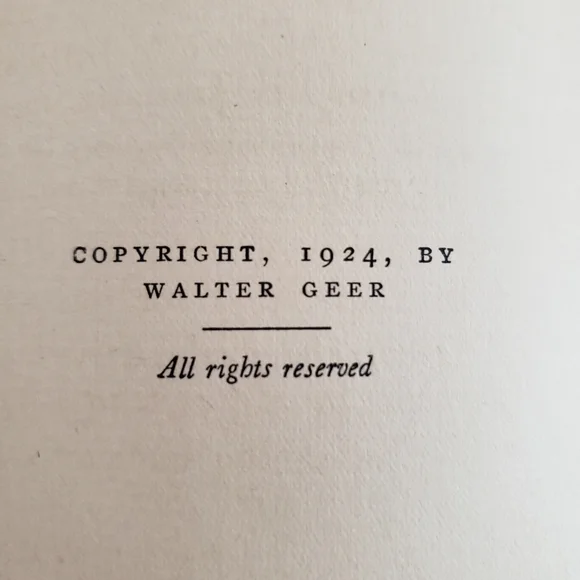 COPYRIGHT, 1924, BY
WALTER GEER
All rights reserved